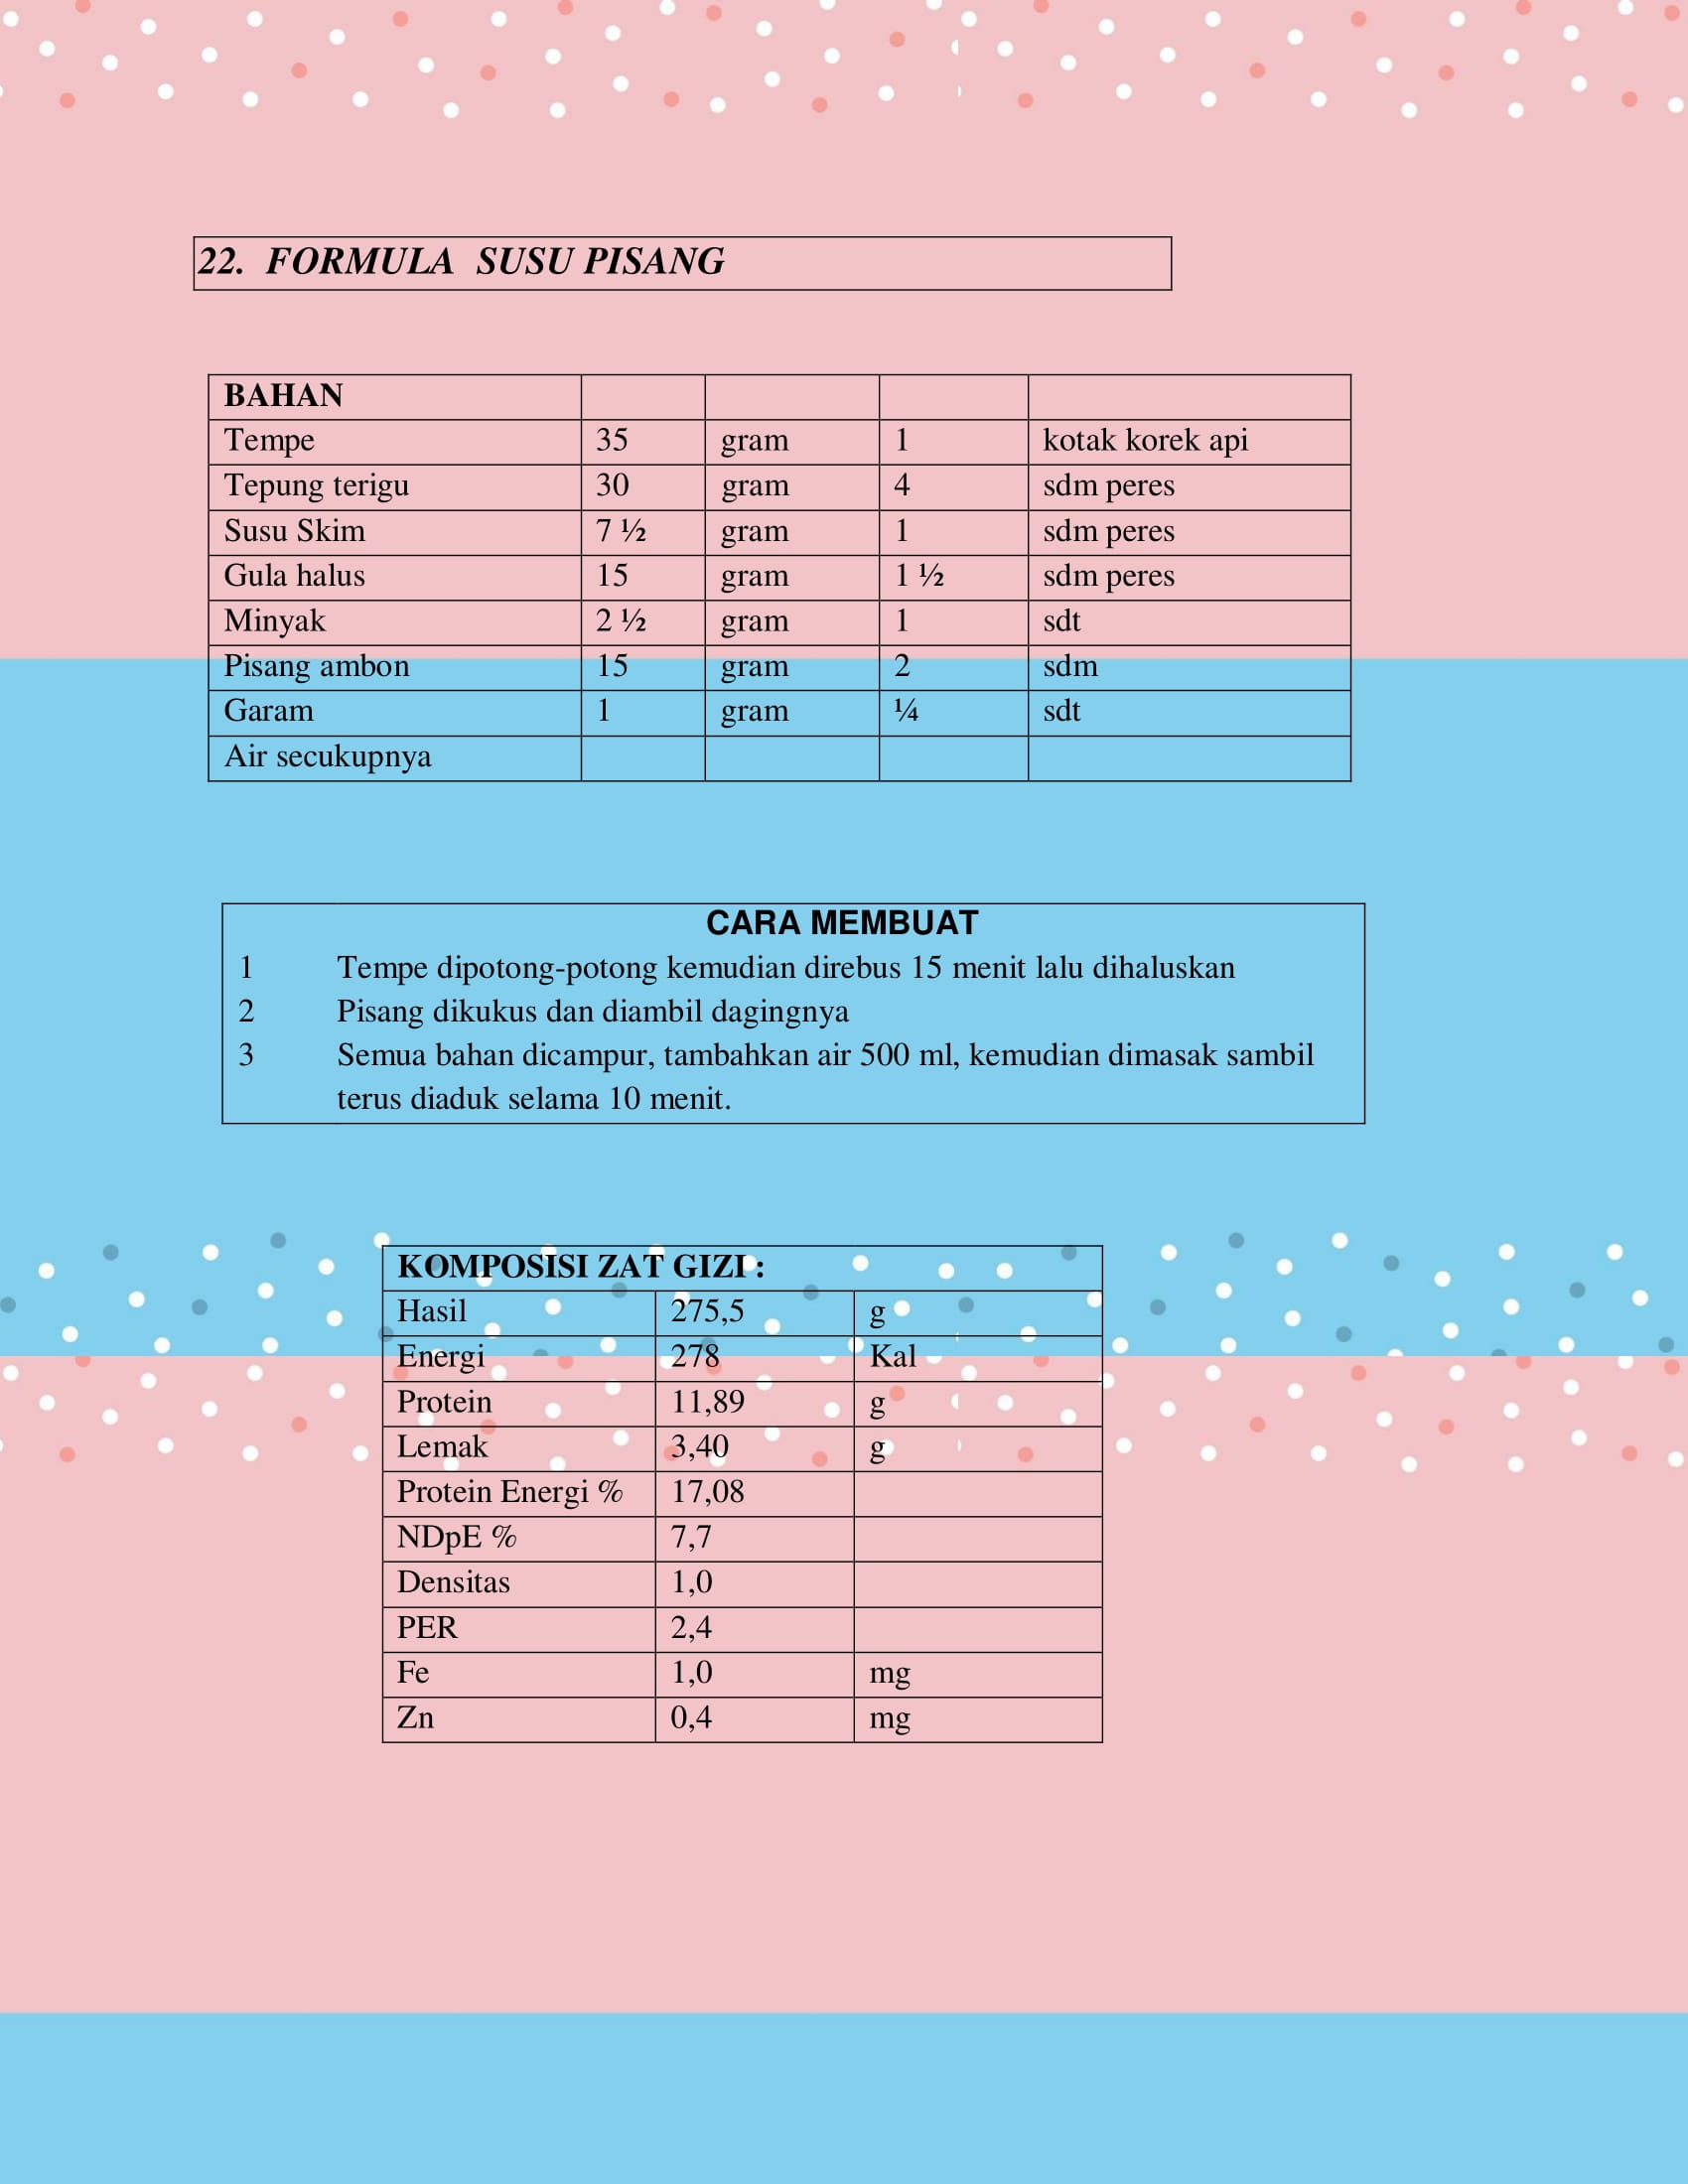 22. FORMULA SUSU PISANG
BAHAN
Tempe 35 gram 1 kotak korek api
Tepung terigu 30 gram 4 sdm peres
Susu Skim 7 ½ gram 1 sdm peres
Gula halus 15 gram 1 ½ sdm peres
Minyak 2 ½ gram 1 sdt
Pisang ambon 15 gram 2 sdm
Garam 1 gram ¼ sdt
Air secukupnya
CARA MEMBUAT
1 Tempe dipotong-potong kemudian direbus 15 menit lalu dihaluskan
2 Pisang dikukus dan diambil dagingnya
3 Semua bahan dicampur, tambahkan air 500 ml, kemudian dimasak sambil
terus diaduk selama 10 menit.
KOMPOSISI ZAT GIZI :
Hasil 275,5 g
Energi 278 Kal
Protein 11,89 g
Lemak 3,40 g
Protein Energi % 17,08
NDpE % 7,7
Densitas 1,0
PER 2,4
Fe 1,0 mg
Zn 0,4 mg